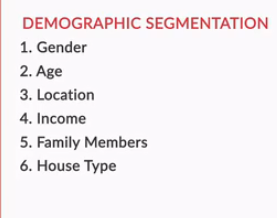 DEMOGRAPHIC SEGMENTATION
1. Gender
2. Age
3. Location
4. Income
5. Family Members
6. House Type